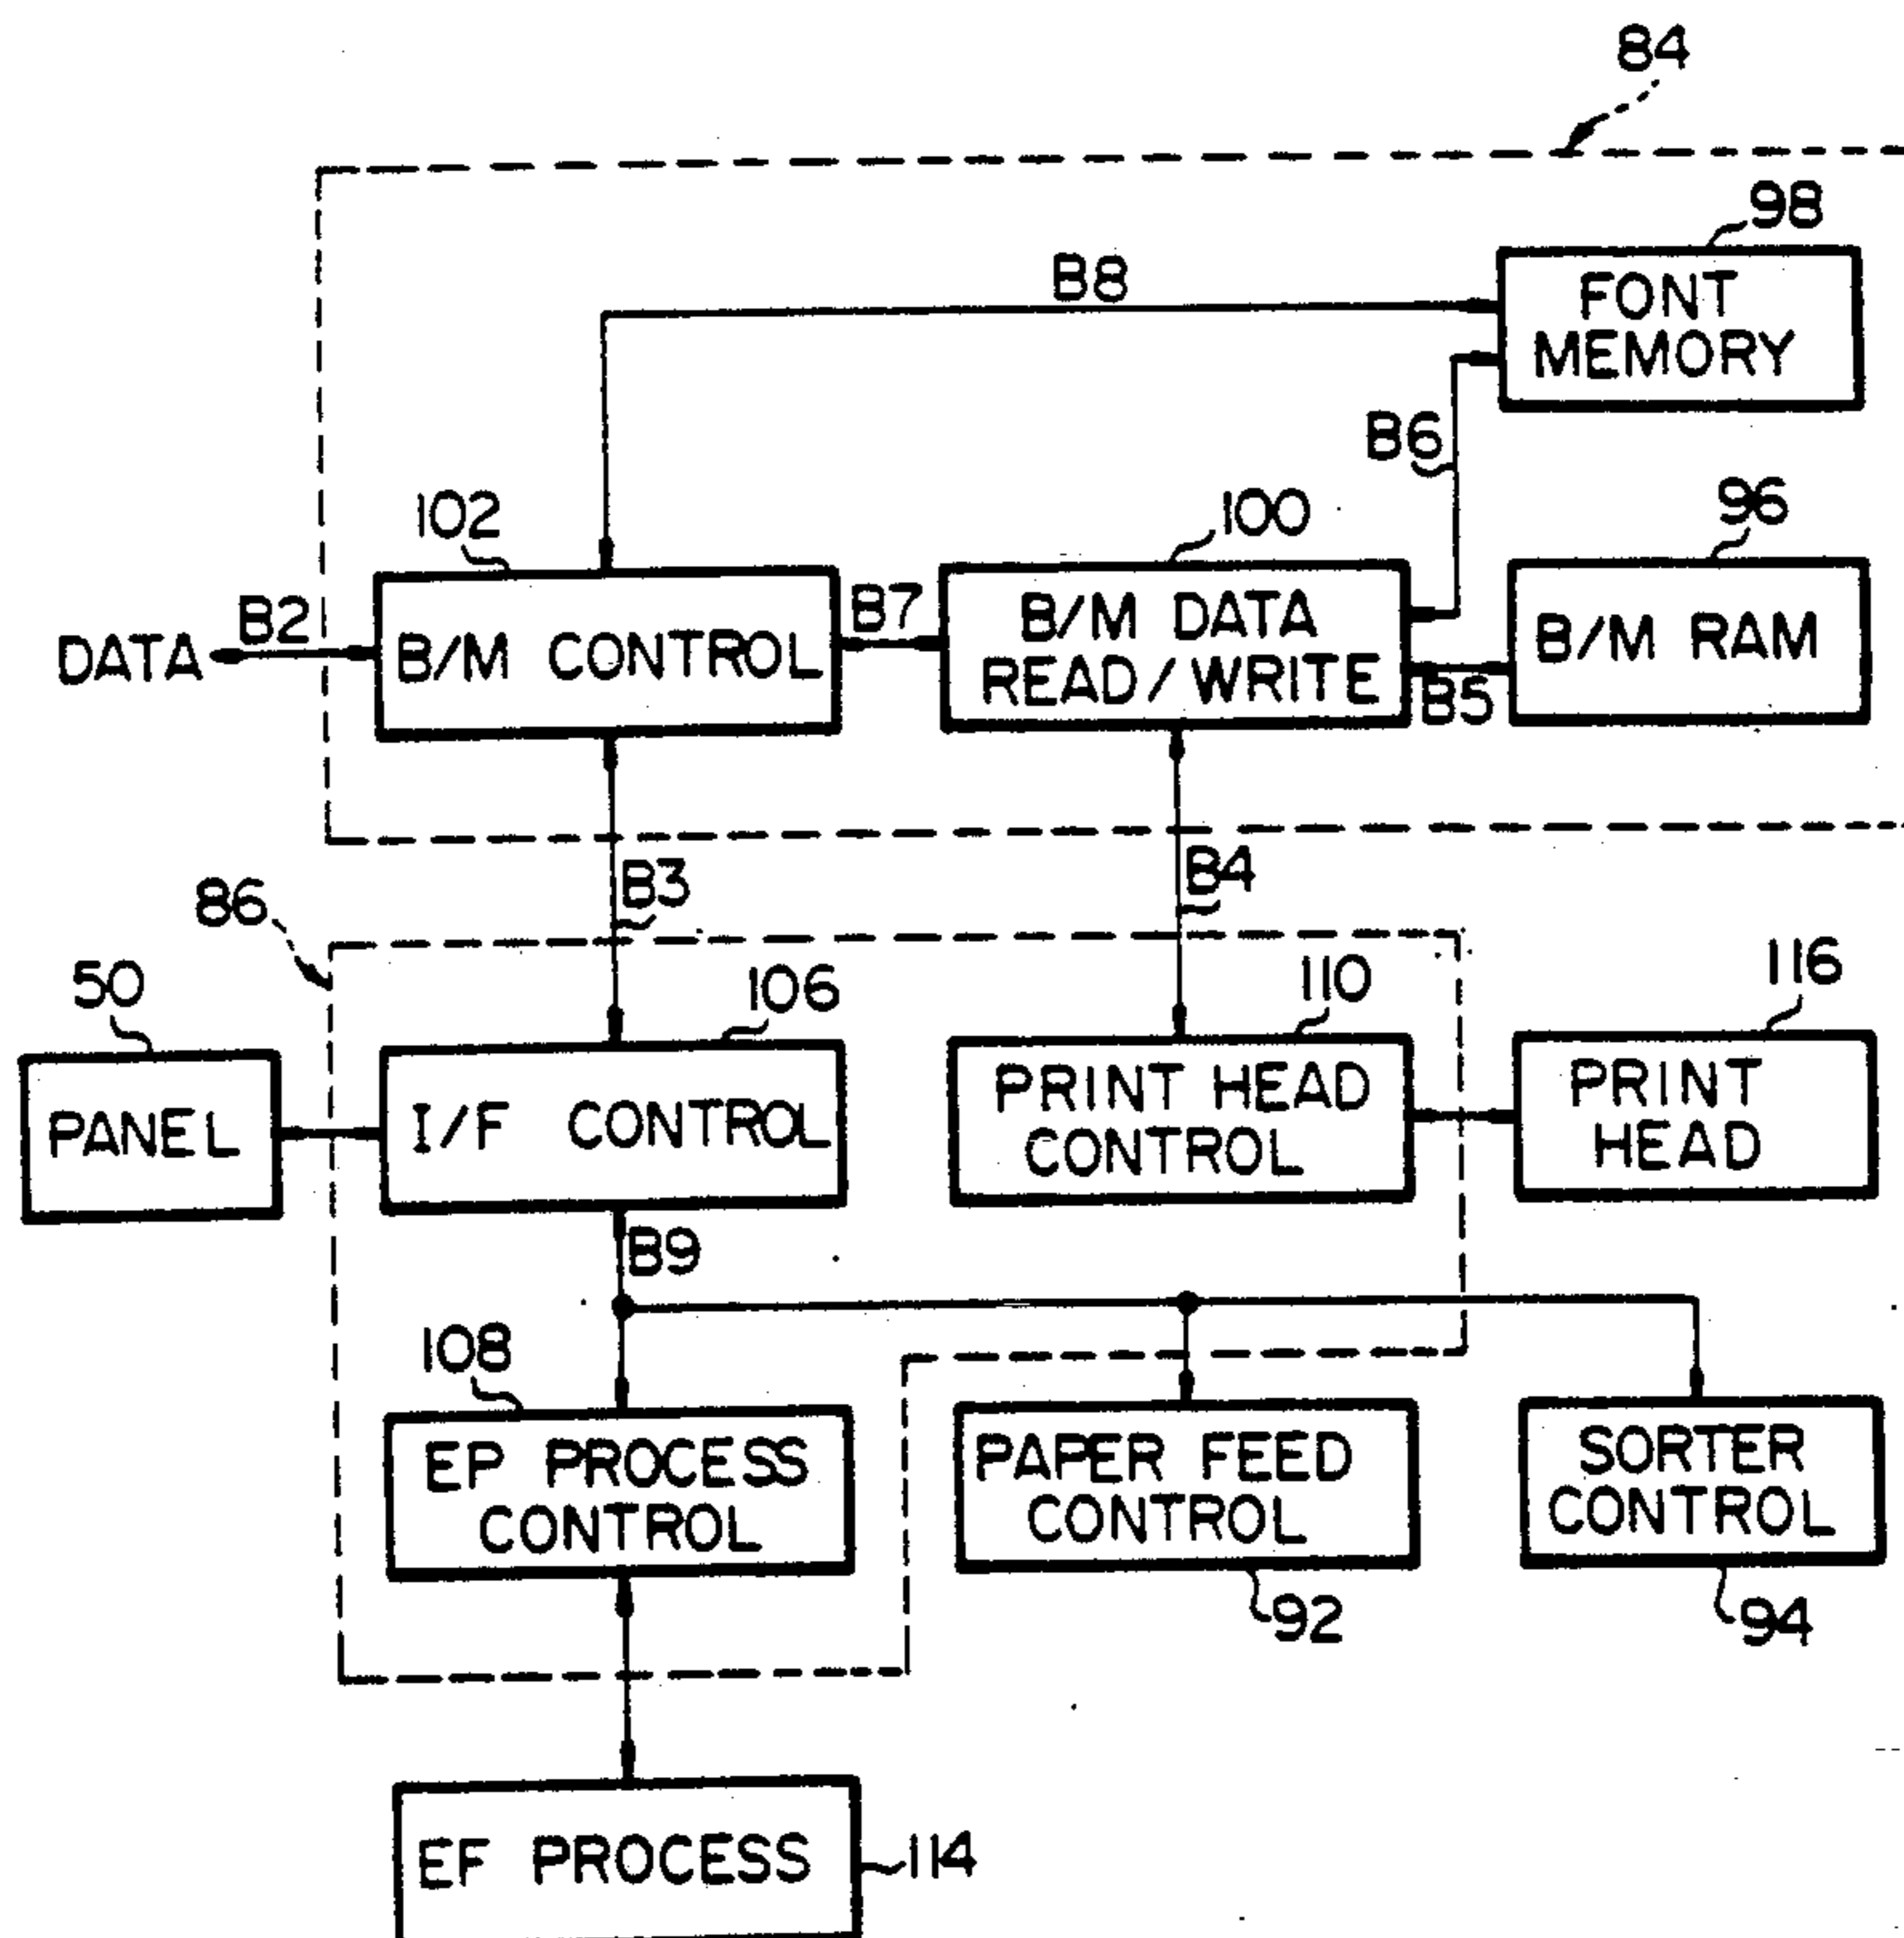 84
98
FONT
MEMORY
B8
B6
102
100
96
DATA
B2
B/M CONTROL
B7
B/M DATA
READ/WRITE
B5
B/M RAM
B3
B4
86
50
106
110
116
PANEL
I/F CONTROL
PRINT HEAD
CONTROL
PRINT
HEAD
B9
108
EP PROCESS
CONTROL
PAPER FEED
CONTROL
SORTER
CONTROL
92
94
EF PROCESS
114